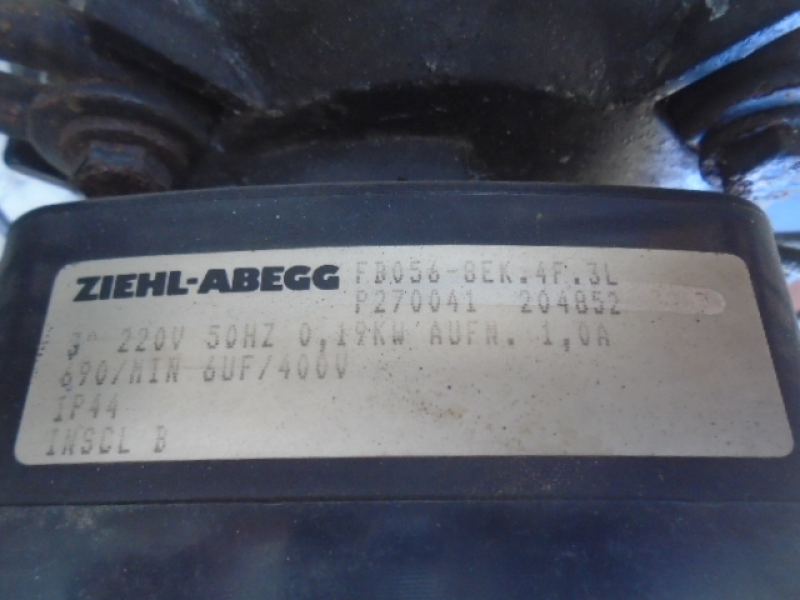 ZIEHL-ABEGG FB056-8EK.4F.3L
P270041 204852
220V 50HZ 0,19KW AUFN. 1,0A
690/MIN 6UF/400V
IP44
INSCL B